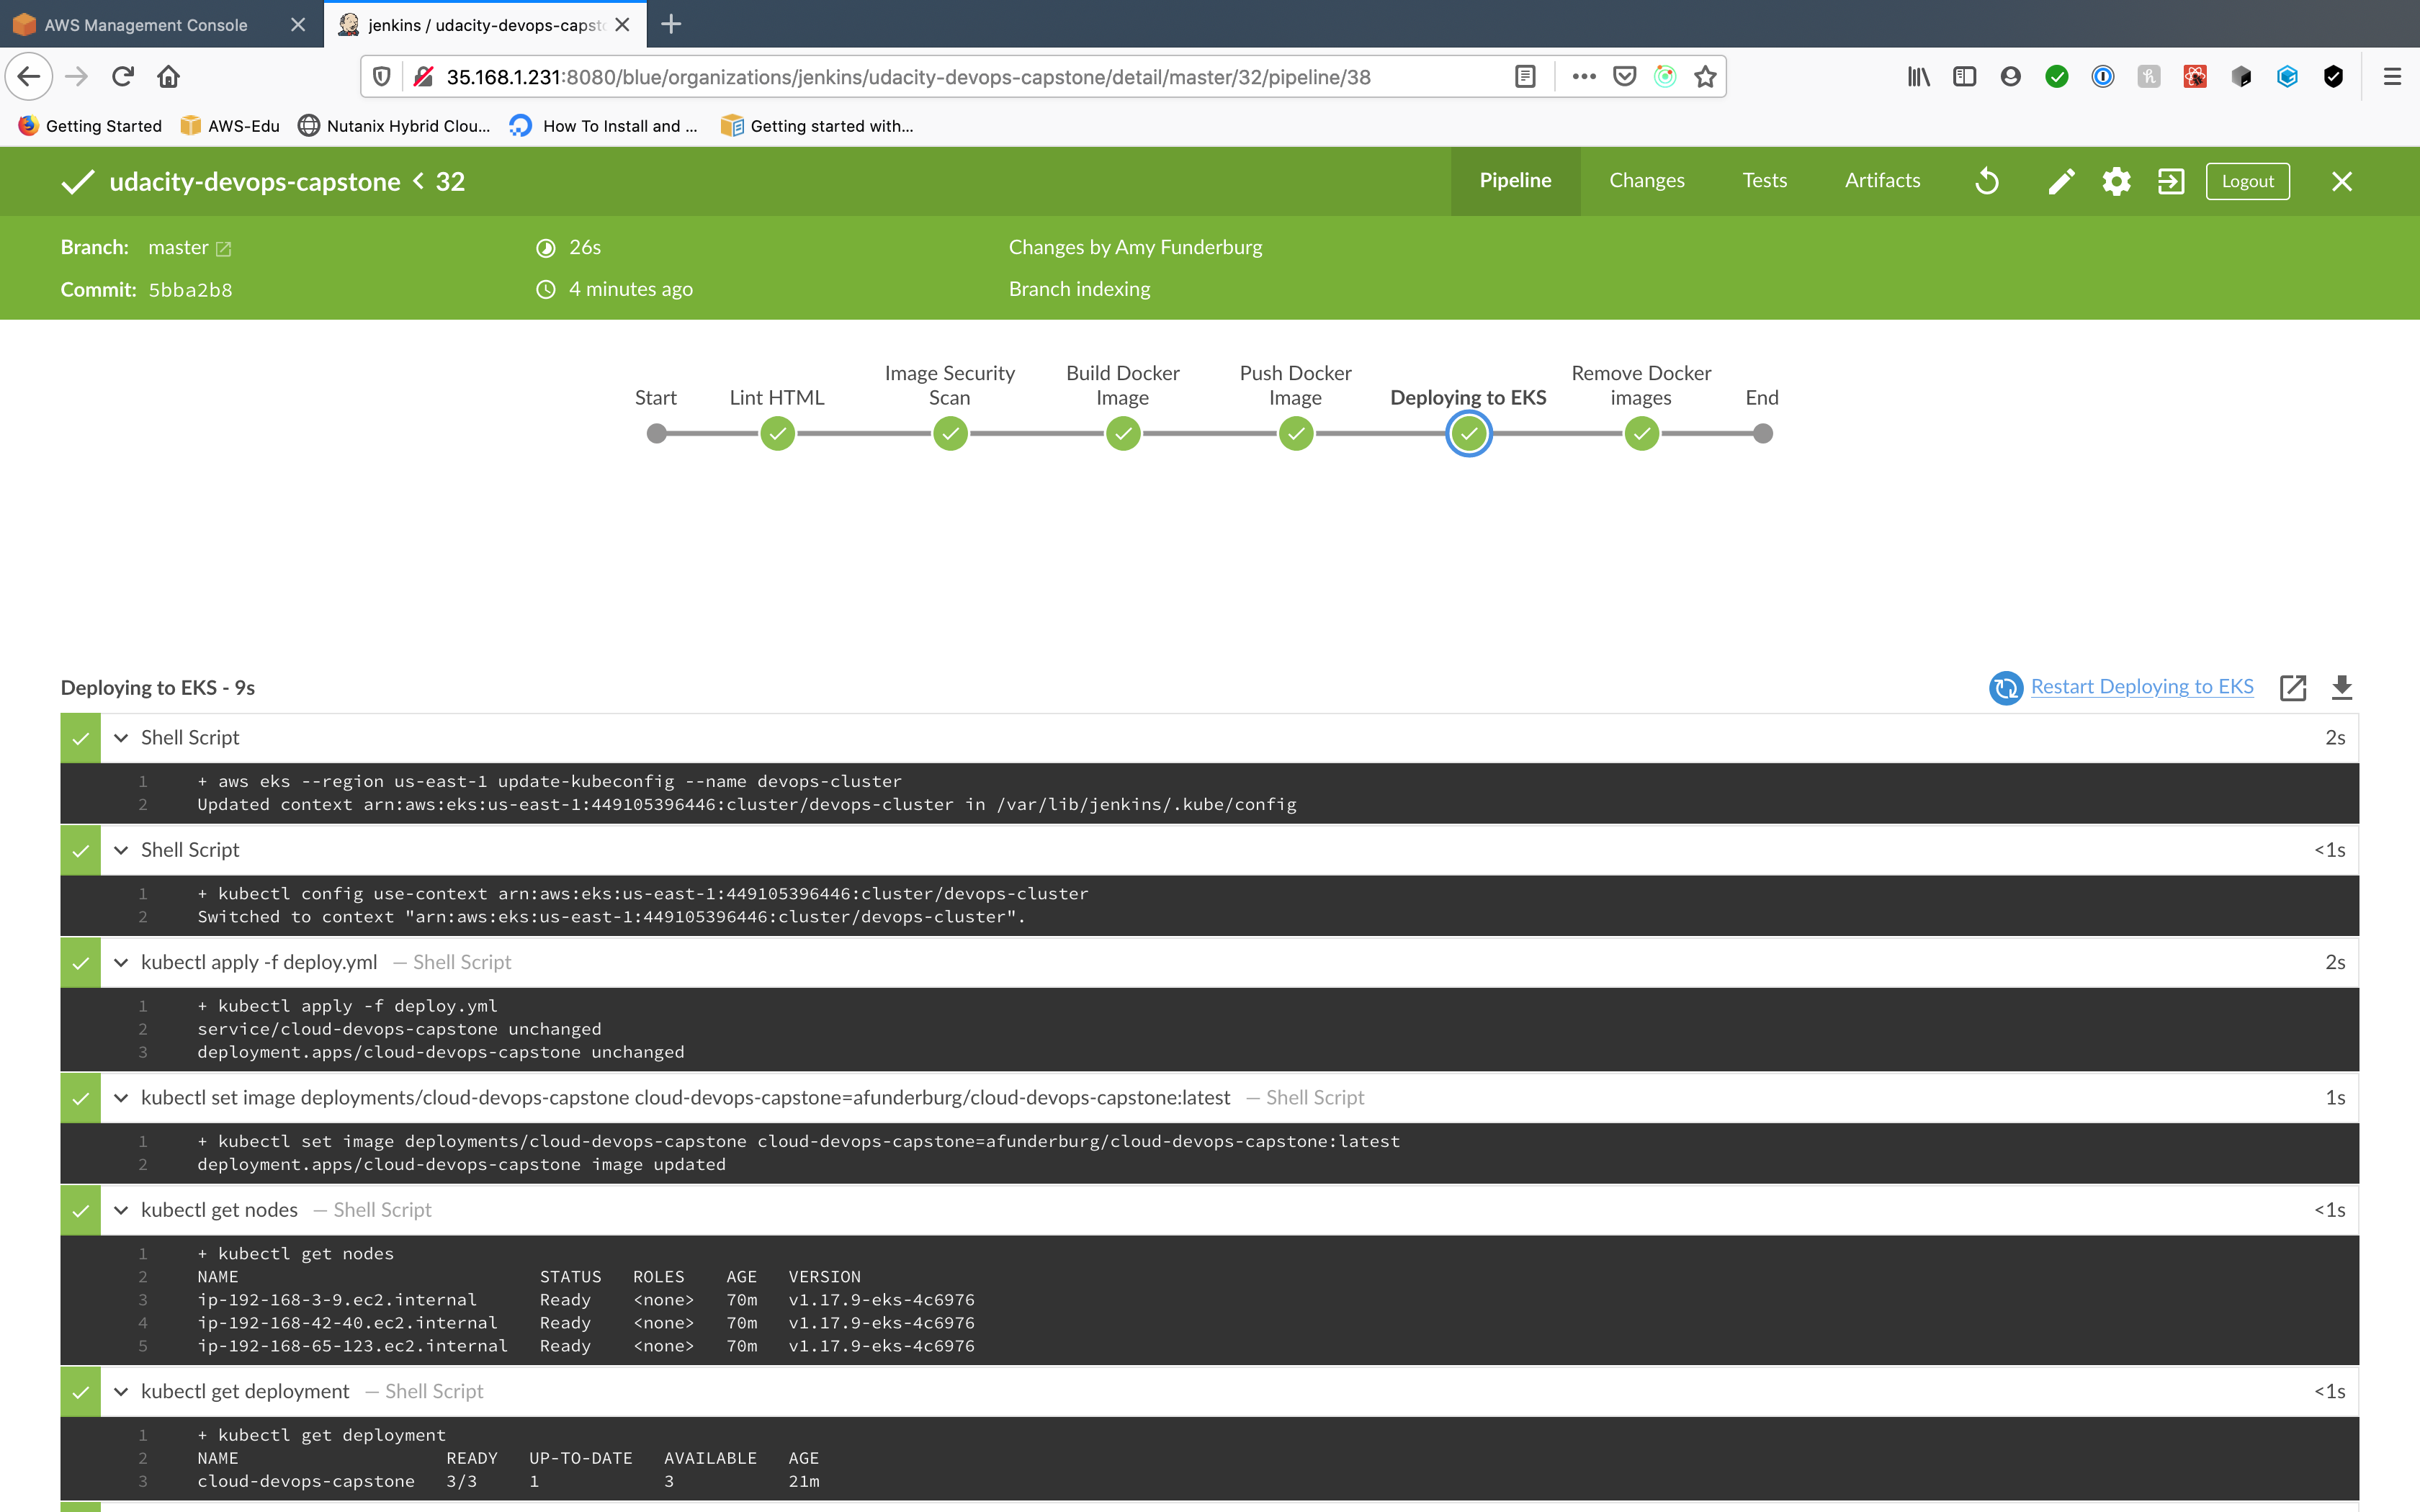 AWS Management Console
jenkins / udacity-devops-capst
35.168.1.231:8080/blue/organizations/jenkins/udacity-devops-capstone/detail/master/32/pipeline/38
Getting Started AWS-Edu Nutanix Hybrid Clou... How To Install and ... Getting started with...
udacity-devops-capstone < 32 Pipeline Changes Tests Artifacts Logout
Branch: master 26s Changes by Amy Funderburg
Commit: 5bba2b8 4 minutes ago Branch indexing
Start Lint HTML Image Security Scan Build Docker Image Push Docker Image Deploying to EKS Remove Docker images End
Deploying to EKS - 9s Restart Deploying to EKS
Shell Script 2s
1 + aws eks --region us-east-1 update-kubeconfig --name devops-cluster
2 Updated context arn:aws:eks:us-east-1:449105396446:cluster/devops-cluster in /var/lib/jenkins/.kube/config
Shell Script <1s
1 + kubectl config use-context arn:aws:eks:us-east-1:449105396446:cluster/devops-cluster
2 Switched to context "arn:aws:eks:us-east-1:449105396446:cluster/devops-cluster".
kubectl apply -f deploy.yml — Shell Script 2s
1 + kubectl apply -f deploy.yml
2 service/cloud-devops-capstone unchanged
3 deployment.apps/cloud-devops-capstone unchanged
kubectl set image deployments/cloud-devops-capstone cloud-devops-capstone=afunderburg/cloud-devops-capstone:latest — Shell Script 1s
1 + kubectl set image deployments/cloud-devops-capstone cloud-devops-capstone=afunderburg/cloud-devops-capstone:latest
2 deployment.apps/cloud-devops-capstone image updated
kubectl get nodes — Shell Script <1s
1 + kubectl get nodes
2 NAME STATUS ROLES AGE VERSION
3 ip-192-168-3-9.ec2.internal Ready <none> 70m v1.17.9-eks-4c6976
4 ip-192-168-42-40.ec2.internal Ready <none> 70m v1.17.9-eks-4c6976
5 ip-192-168-65-123.ec2.internal Ready <none> 70m v1.17.9-eks-4c6976
kubectl get deployment — Shell Script <1s
1 + kubectl get deployment
2 NAME READY UP-TO-DATE AVAILABLE AGE
3 cloud-devops-capstone 3/3 1 3 21m